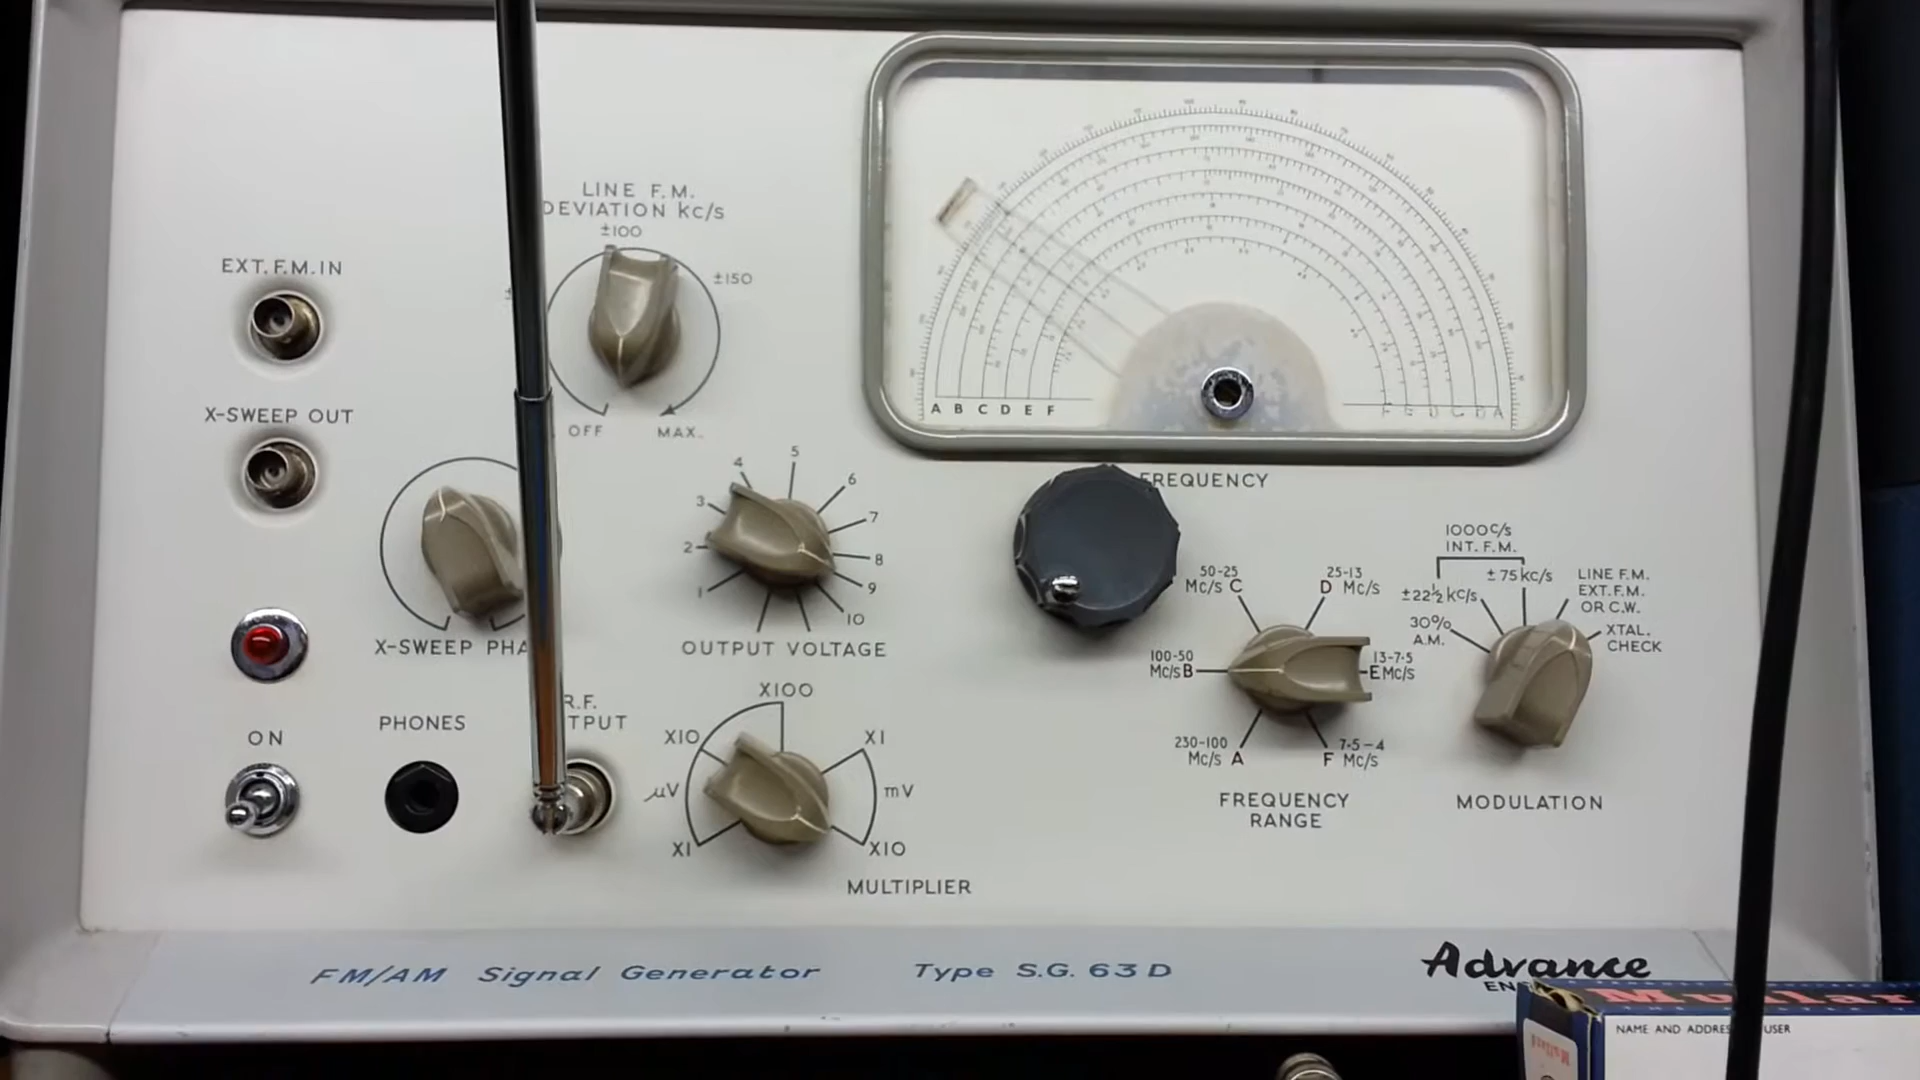 LINE F.M.
DEVIATION kc/s
±100
±150
OFF
MAX.
EXT. F.M. IN
X-SWEEP OUT
X-SWEEP PHA
ON
PHONES
R.F.
TPUT
1
2
3
4
5
6
7
8
9
10
OUTPUT VOLTAGE
X100
X10
X1
µV
mV
X1
X10
MULTIPLIER
A B C D E F
F E D C B A
FREQUENCY
50-25
Mc/s C
25-13
D Mc/s
100-50
Mc/s B
13-7·5
E Mc/s
230-100
Mc/s A
7·5-4
F Mc/s
FREQUENCY
RANGE
1000c/s
INT. F.M.
±22½ kc/s
±75 kc/s
30%
A.M.
LINE F.M.
EXT. F.M.
OR C.W.
XTAL.
CHECK
MODULATION
FM/AM Signal Generator Type S.G. 63 D
Advance
NAME AND ADDRES USER